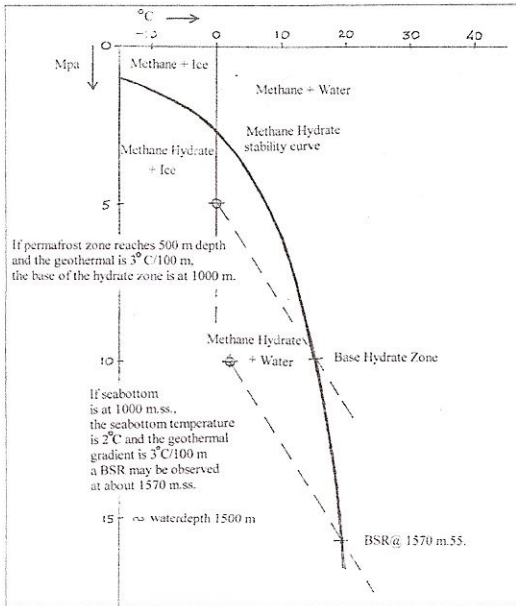 °C
-10 0 10 20 30 40
0
Mpa
Methane + Ice
Methane + Water
Methane Hydrate
stability curve
Methane Hydrate
+ Ice
5
If permafrost zone reaches 500 m depth
and the geothermal is 3°C/100 m,
the base of the hydrate zone is at 1000 m.
Methane Hydrate
+ Water
10
Base Hydrate Zone
If seabottom
is at 1000 m.ss.,
the seabottom temperature
is 2°C and the geothermal
gradient is 3°C/100 m
a BSR may be observed
at about 1570 m.ss.
15
~ waterdepth 1500 m
BSR@ 1570 m.55.